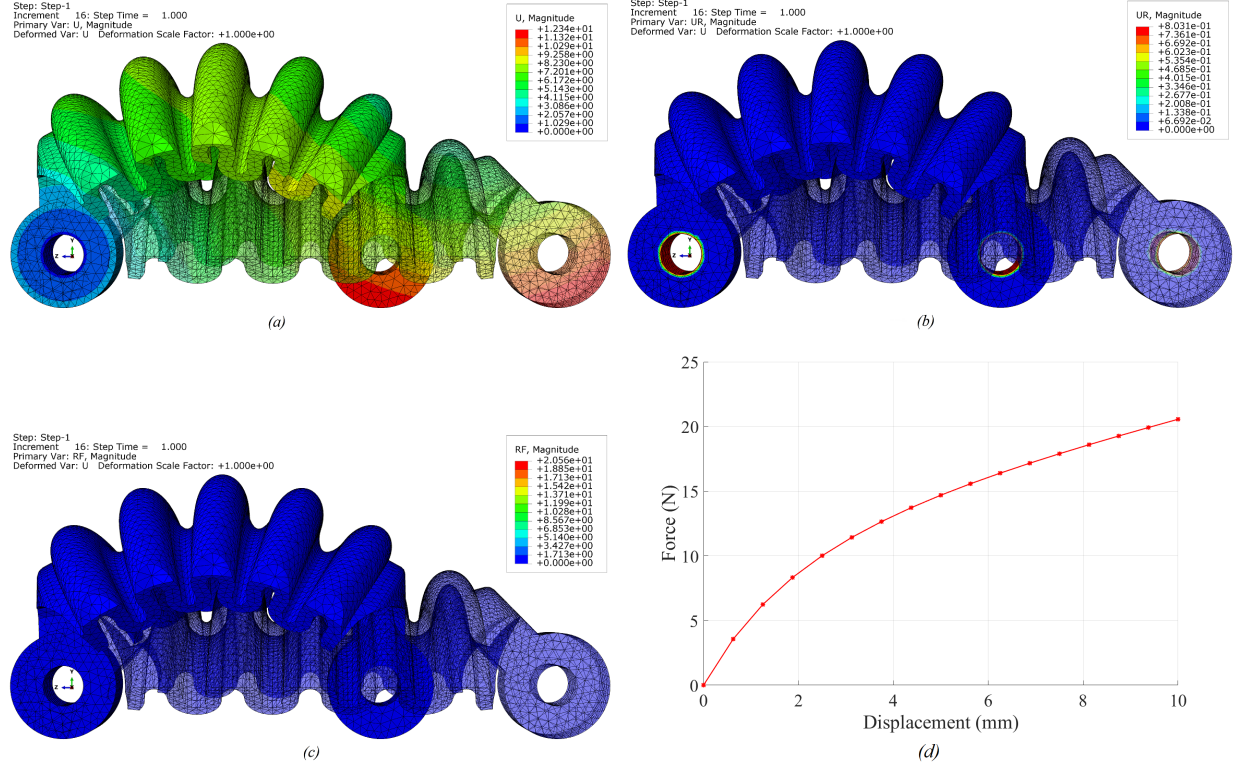 Step: Step-1
Increment 16: Step Time = 1.000
Primary Var: U, Magnitude
Deformed Var: U Deformation Scale Factor: +1.000e+00
U, Magnitude
+1.234e+01
+1.132e+01
+1.029e+01
+9.258e+00
+8.230e+00
+7.201e+00
+6.172e+00
+5.143e+00
+4.115e+00
+3.086e+00
+2.057e+00
+1.029e+00
+0.000e+00
Y
Z
(a)
Step: Step-1
Increment 16: Step Time = 1.000
Primary Var: UR, Magnitude
Deformed Var: U Deformation Scale Factor: +1.000e+00
UR, Magnitude
+8.031e-01
+7.361e-01
+6.692e-01
+6.023e-01
+5.354e-01
+4.685e-01
+4.015e-01
+3.346e-01
+2.677e-01
+2.008e-01
+1.338e-01
+6.692e-02
+0.000e+00
Y
Z
(b)
Step: Step-1
Increment 16: Step Time = 1.000
Primary Var: RF, Magnitude
Deformed Var: U Deformation Scale Factor: +1.000e+00
RF, Magnitude
+2.056e+01
+1.885e+01
+1.713e+01
+1.542e+01
+1.371e+01
+1.199e+01
+1.028e+01
+8.567e+00
+6.853e+00
+5.140e+00
+3.427e+00
+1.713e+00
+0.000e+00
Y
Z
(c)
25
20
15
10
5
0
Force (N)
0 2 4 6 8 10
Displacement (mm)
(d)